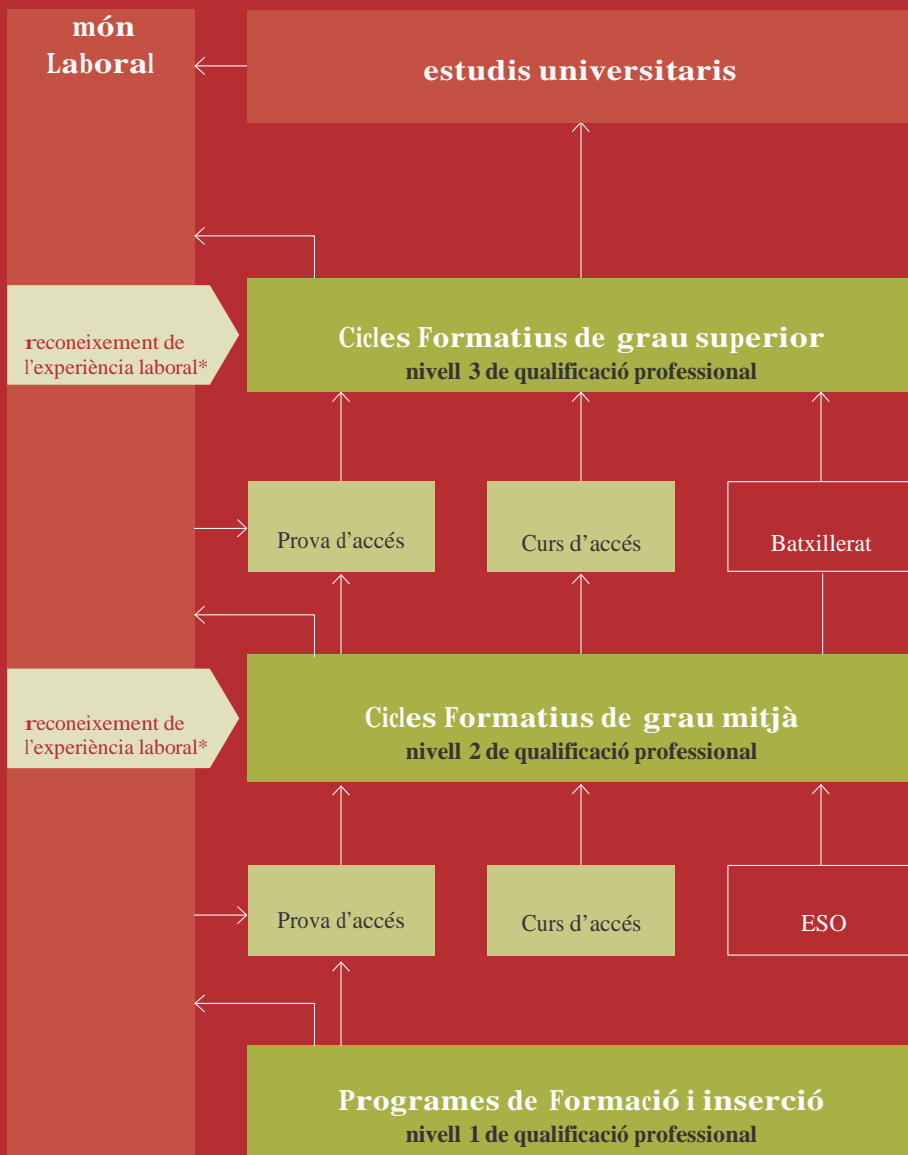 món
Laboral
estudis universitaris
reconeixement de
l'experiència laboral*
Cicles Formatius de grau superior
nivell 3 de qualificació professional
Prova d'accés
Curs d'accés
Batxillerat
reconeixement de
l'experiència laboral*
Cicles Formatius de grau mitjà
nivell 2 de qualificació professional
Prova d'accés
Curs d'accés
ESO
Programes de Formació i inserció
nivell 1 de qualificació professional